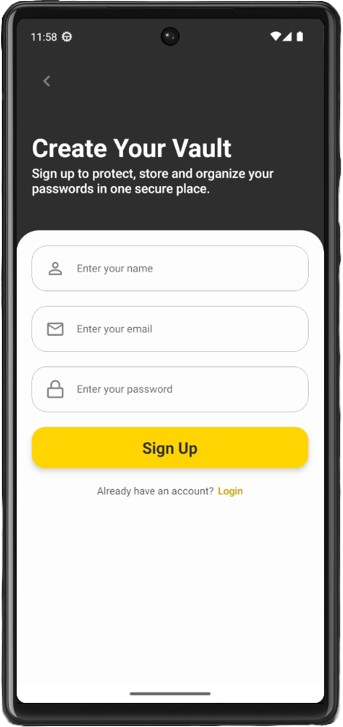 11:58
Create Your Vault
Sign up to protect, store and organize your
passwords in one secure place.
Enter your name
Enter your email
Enter your password
Sign Up
Already have an account? Login